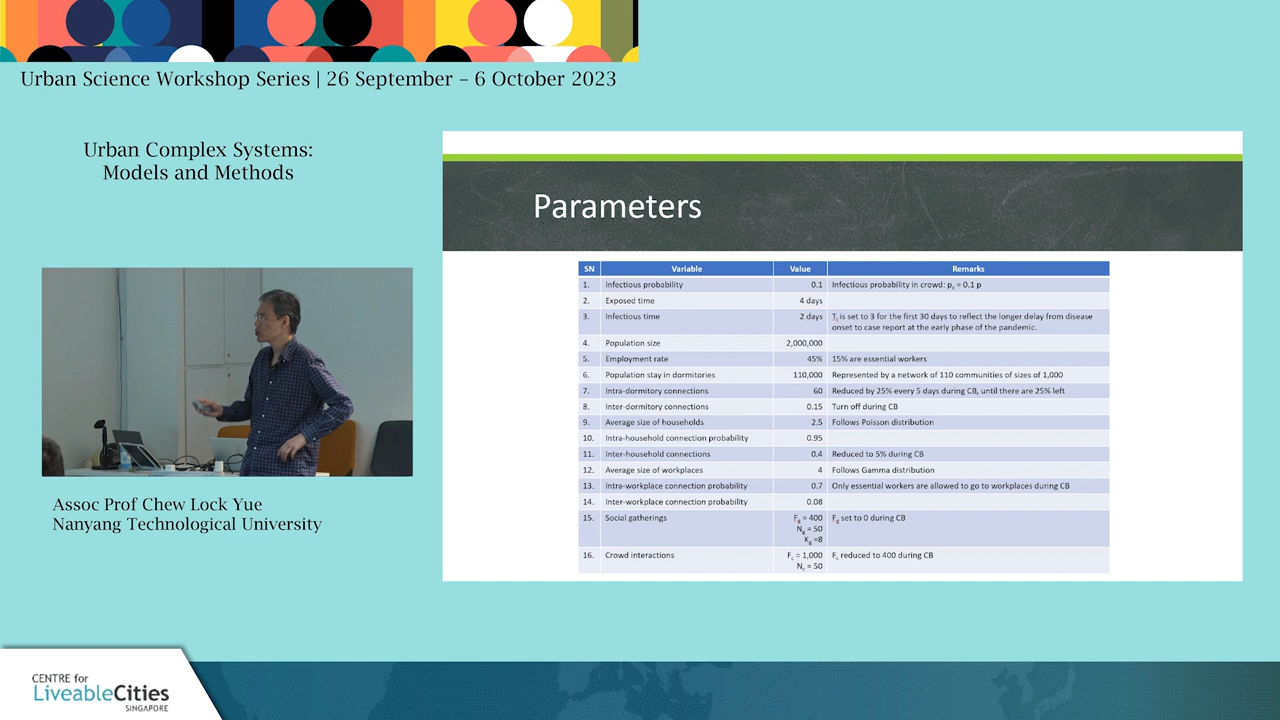 Urban Science Workshop Series | 26 September – 6 October 2023
Urban Complex Systems:
Models and Methods
Parameters
SN Variable Value Remarks
1. Infectious probability 0.1 Infectious probability in crowd: pc = 0.1 p
2. Exposed time 4 days
3. Infectious time 2 days Ti is set to 3 for the first 30 days to reflect the longer delay from disease
onset to case report at the early phase of the pandemic.
4. Population size 2,000,000
5. Employment rate 45% 15% are essential workers
6. Population stay in dormitories 110,000 Represented by a network of 110 communities of sizes of 1,000
7. Intra-dormitory connections 60 Reduced by 25% every 5 days during CB, until there are 25% left
8. Inter-dormitory connections 0.15 Turn off during CB
9. Average size of households 2.5 Follows Poisson distribution
10. Intra-household connection probability 0.95
11. Inter-household connections 0.4 Reduced to 5% during CB
12. Average size of workplaces 4 Follows Gamma distribution
13. Intra-workplace connection probability 0.7 Only essential workers are allowed to go to workplaces during CB
14. Inter-workplace connection probability 0.08
15. Social gatherings Fg = 400 Fg set to 0 during CB
Ng = 50
Kg =8
16. Crowd interactions Fc = 1,000 Fc reduced to 400 during CB
Nc = 50
Assoc Prof Chew Lock Yue
Nanyang Technological University
CENTRE for
LiveableCities
SINGAPORE